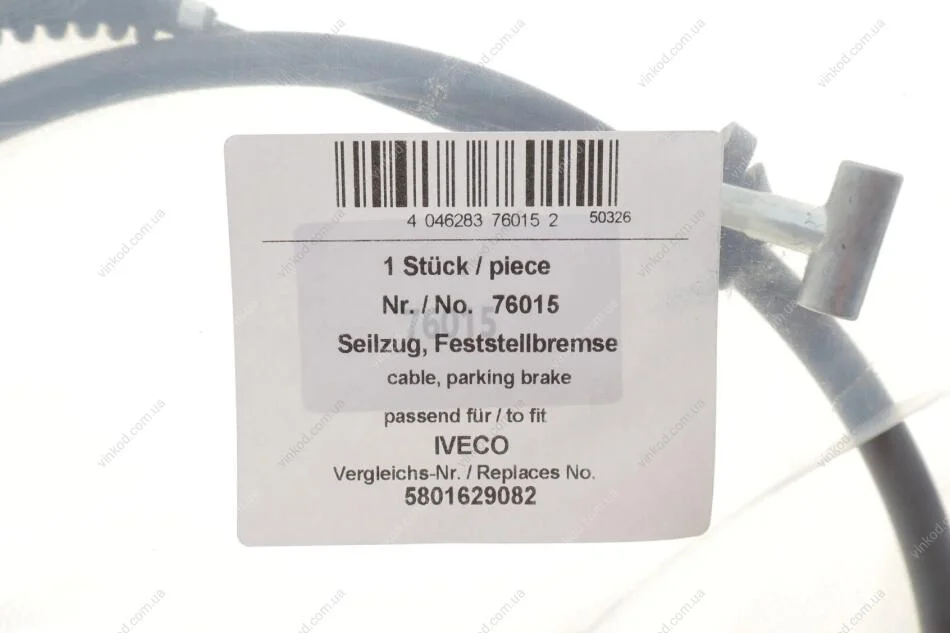 4 046283 76015 2
50326
1 Stück / piece
Nr. / No. 76015
76015
Seilzug, Feststellbremse
cable, parking brake
passend für / to fit
IVECO
Vergleichs-Nr. / Replaces No.
5801629082
vinkod.com.ua